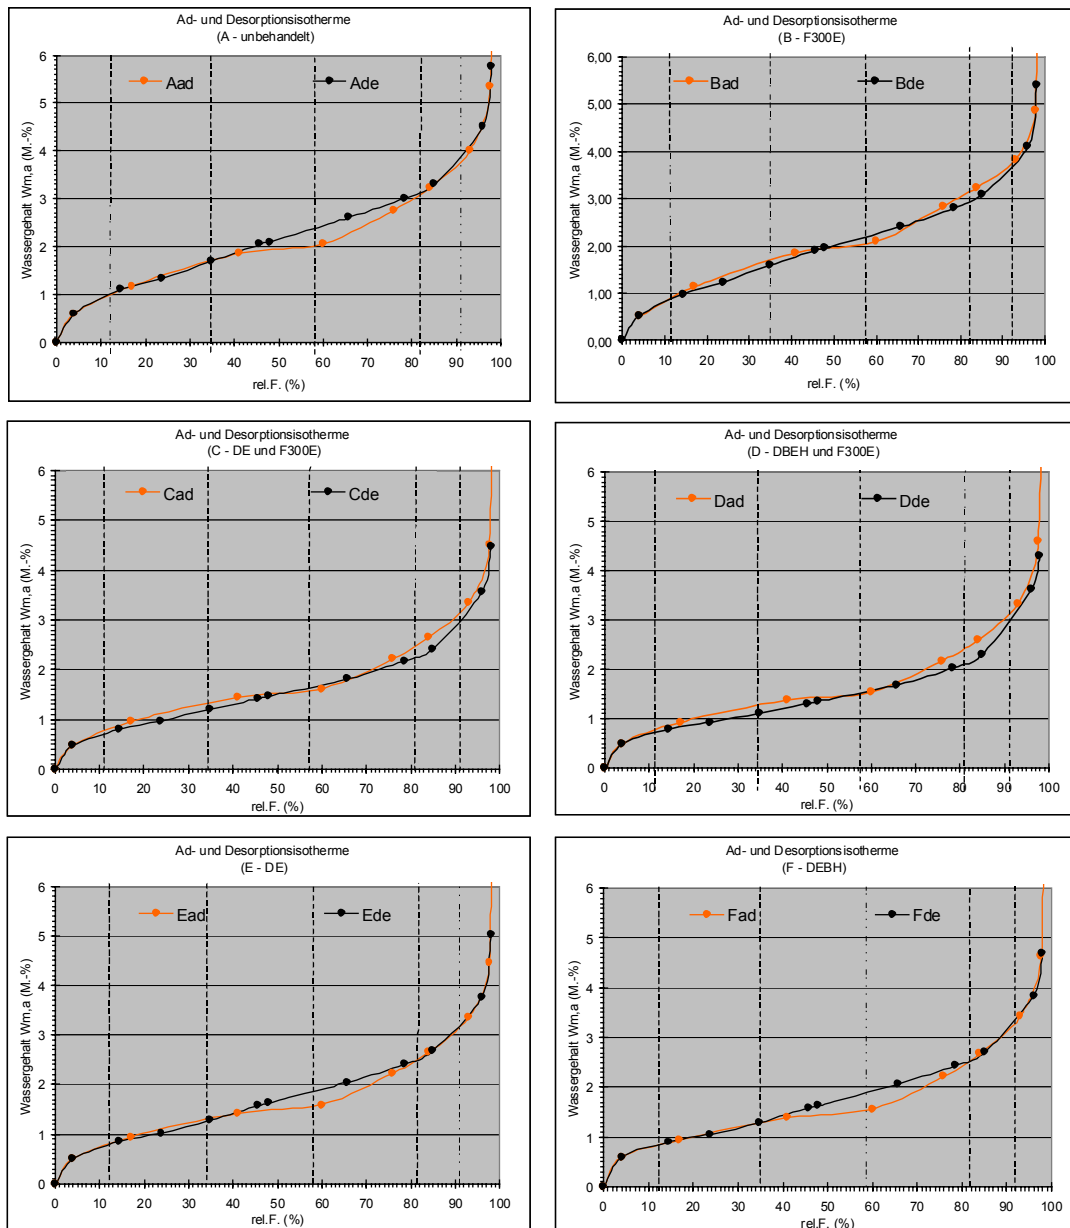 Ad- und Desorptionsisotherme
(A - unbehandelt)
Aad
Ade
Wassergehalt Wm,a (M.-%)
6
5
4
3
2
1
0
0 10 20 30 40 50 60 70 80 90 100
rel.F. (%)
Ad- und Desorptionsisotherme
(B - F300E)
Bad
Bde
Wassergehalt Wm,a (M.-%)
6,00
5,00
4,00
3,00
2,00
1,00
0,00
0 10 20 30 40 50 60 70 80 90 100
rel.F. (%)
Ad- und Desorptionsisotherme
(C - DE und F300E)
Cad
Cde
Wassergehalt Wm,a (M.-%)
6
5
4
3
2
1
0
0 10 20 30 40 50 60 70 80 90 100
rel.F. (%)
Ad- und Desorptionsisotherme
(D - DBEH und F300E)
Dad
Dde
Wassergehalt Wm,a (M.-%)
6
5
4
3
2
1
0
0 10 20 30 40 50 60 70 80 90 100
rel.F. (%)
Ad- und Desorptionsisotherme
(E - DE)
Ead
Ede
Wassergehalt Wm,a (M.-%)
6
5
4
3
2
1
0
0 10 20 30 40 50 60 70 80 90 100
rel.F. (%)
Ad- und Desorptionsisotherme
(F - DEBH)
Fad
Fde
Wassergehalt Wm,a (M.-%)
6
5
4
3
2
1
0
0 10 20 30 40 50 60 70 80 90 100
rel.F. (%)